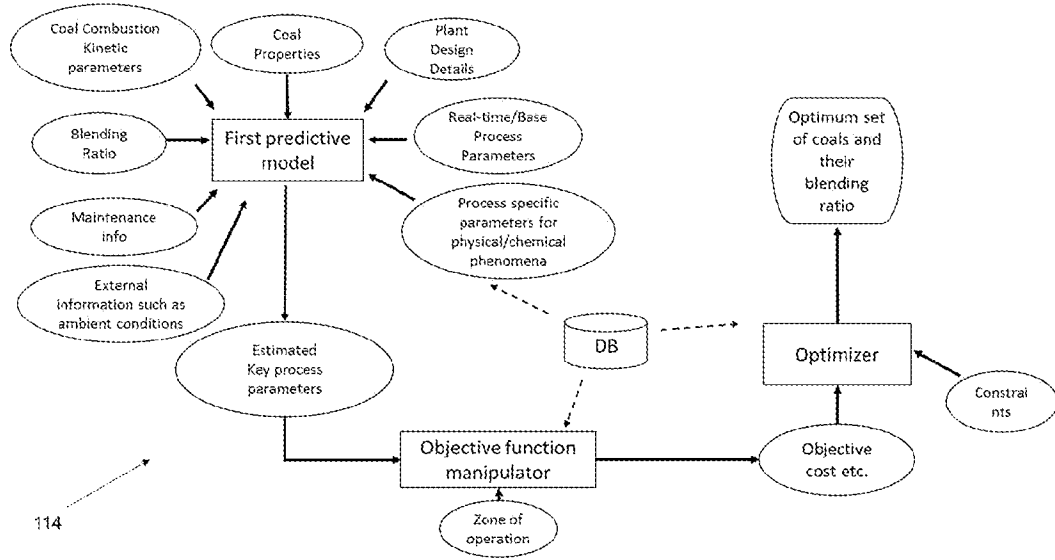 Coal Combustion
Kinetic
parameters
Coal
Properties
Plant
Design
Details
Blending
Ratio
First predictive
model
Real-time/Base
Process
Parameters
Optimum set
of coals and
their
blending
ratio
Maintenance
info
Process specific
parameters for
physical/chemical
phenomena
External
information such as
ambient conditions
DB
Estimated
Key process
parameters
Optimizer
Constrai
nts
Objective function
manipulator
Objective
cost etc.
114
Zone of
operation